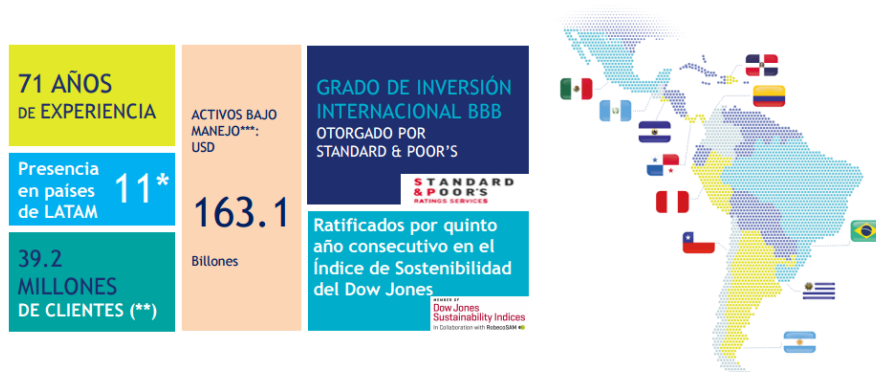 71 AÑOS
DE EXPERIENCIA
Presencia
en países
de LATAM
11*
39.2
MILLONES
DE CLIENTES (**)
ACTIVOS BAJO
MANEJO***:
USD
163.1
Billones
GRADO DE INVERSIÓN
INTERNACIONAL BBB
OTORGADO POR
STANDARD & POOR'S
STANDARD
& POOR'S
RATINGS SERVICES
Ratificados por quinto
año consecutivo en el
Índice de Sostenibilidad
del Dow Jones
MEMBER OF
Dow Jones
Sustainability Indices
In Collaboration with RobecoSAM